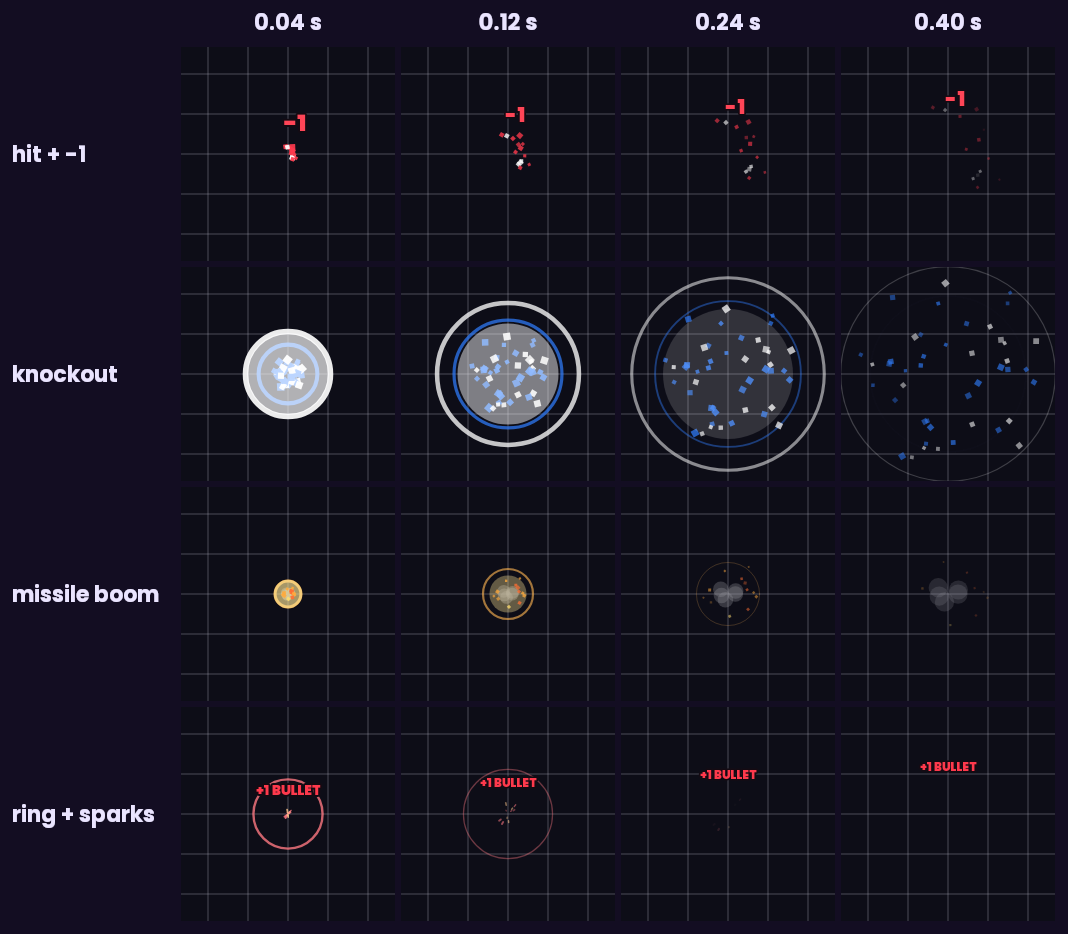 0.04 s 0.12 s 0.24 s 0.40 s
hit + -1 -1 -1 -1 -1
knockout
missile boom
ring + sparks +1 BULLET +1 BULLET +1 BULLET +1 BULLET